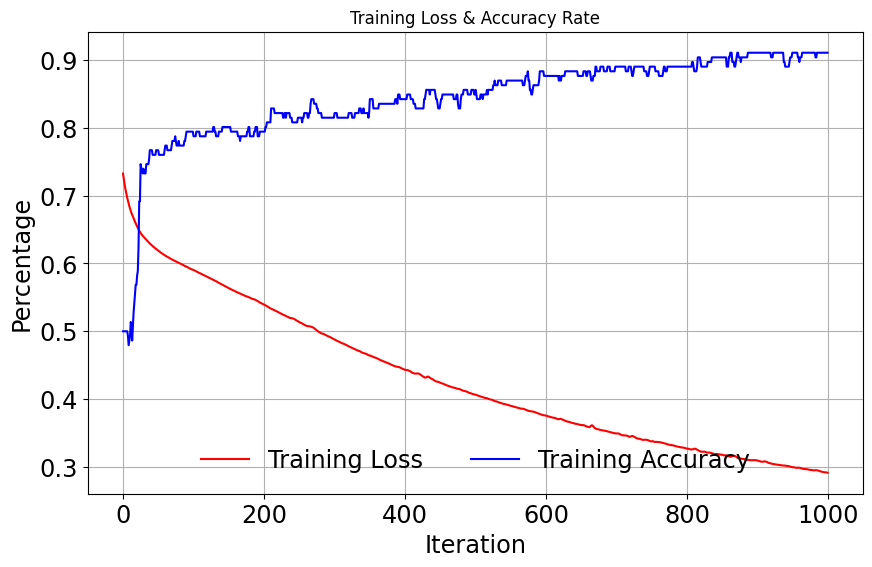 Training Loss & Accuracy Rate
0.9
0.8
0.7
0.6
0.5
0.4
0.3
Percentage
Training Loss Training Accuracy
0 200 400 600 800 1000
Iteration